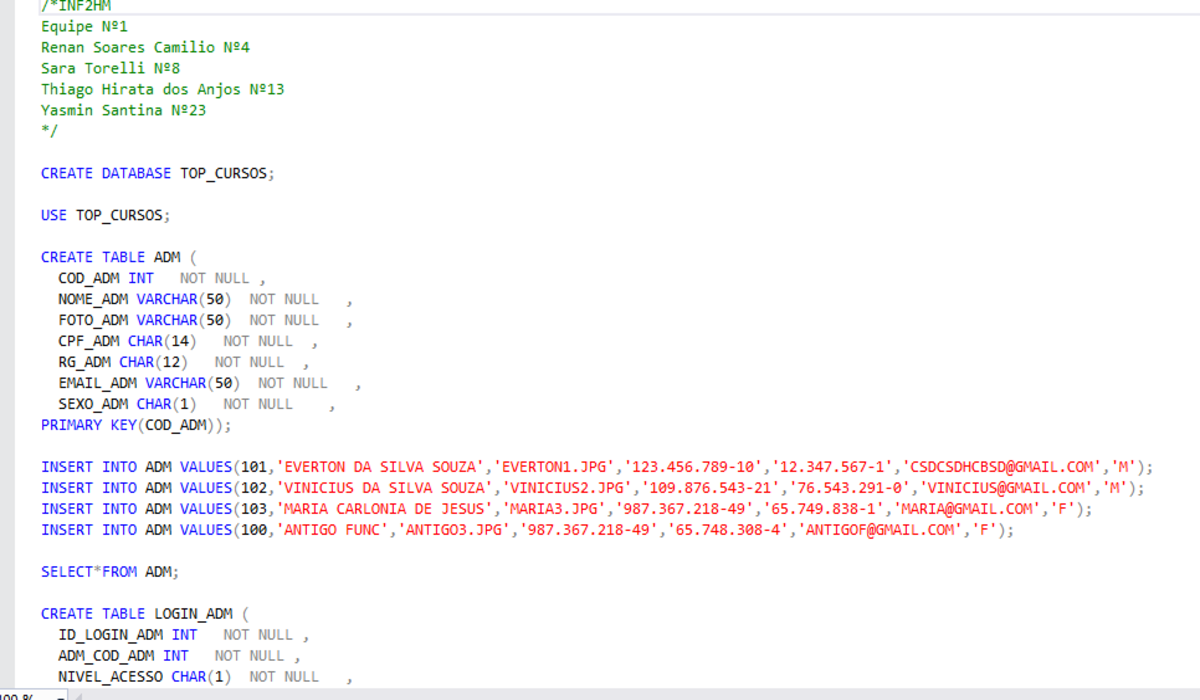 /*INF2HM
Equipe Nº1
Renan Soares Camilio Nº4
Sara Torelli Nº8
Thiago Hirata dos Anjos Nº13
Yasmin Santina Nº23
*/
CREATE DATABASE TOP_CURSOS;
USE TOP_CURSOS;
CREATE TABLE ADM (
COD_ADM INT NOT NULL ,
NOME_ADM VARCHAR(50) NOT NULL ,
FOTO_ADM VARCHAR(50) NOT NULL ,
CPF_ADM CHAR(14) NOT NULL ,
RG_ADM CHAR(12) NOT NULL ,
EMAIL_ADM VARCHAR(50) NOT NULL ,
SEXO_ADM CHAR(1) NOT NULL ,
PRIMARY KEY(COD_ADM));
INSERT INTO ADM VALUES(101,'EVERTON DA SILVA SOUZA','EVERTON1.JPG','123.456.789-10','12.347.567-1','CSDCSDHCBSD@GMAIL.COM','M');
INSERT INTO ADM VALUES(102,'VINICIUS DA SILVA SOUZA','VINICIUS2.JPG','109.876.543-21','76.543.291-0','VINICIUS@GMAIL.COM','M');
INSERT INTO ADM VALUES(103,'MARIA CARLONIA DE JESUS','MARIA3.JPG','987.367.218-49','65.749.838-1','MARIA@GMAIL.COM','F');
INSERT INTO ADM VALUES(100,'ANTIGO FUNC','ANTIGO3.JPG','987.367.218-49','65.748.308-4','ANTIGOF@GMAIL.COM','F');
SELECT*FROM ADM;
CREATE TABLE LOGIN_ADM (
ID_LOGIN_ADM INT NOT NULL ,
ADM_COD_ADM INT NOT NULL ,
NIVEL_ACESSO CHAR(1) NOT NULL ,
100 %